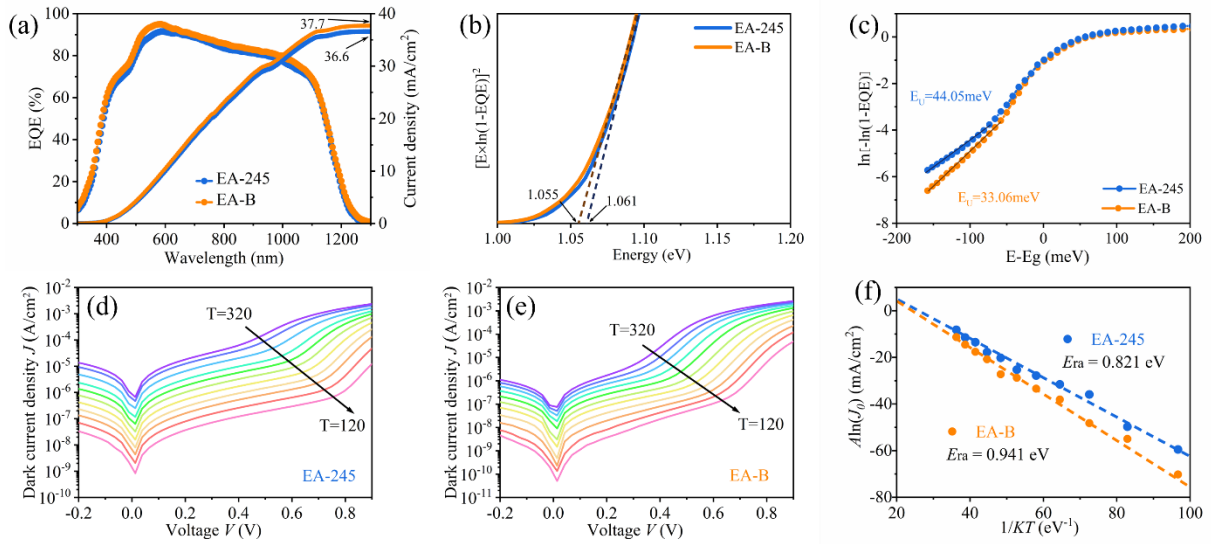 (a)
37.7
36.6
EA-245
EA-B
EQE (%)
100
90
80
70
60
50
40
30
20
10
0
400
600
800
1000
1200
Wavelength (nm)
40
30
20
10
0
Current density (mA/cm²)
(b)
EA-245
EA-B
[E×ln(1-EQE)]²
1.055
1.061
1.00
1.05
1.10
1.15
1.20
Energy (eV)
(c)
ln[-ln(1-EQE)]
0
-2
-4
-6
-8
E_U=44.05meV
E_U=33.06meV
EA-245
EA-B
-200
-100
0
100
200
E-Eg (meV)
(d)
Dark current density J (A/cm²)
10⁻²
10⁻³
10⁻⁴
10⁻⁵
10⁻⁶
10⁻⁷
10⁻⁸
10⁻⁹
10⁻¹⁰
T=320
T=120
EA-245
-0.2
0.0
0.2
0.4
0.6
0.8
Voltage V (V)
(e)
Dark current density J (A/cm²)
10⁻²
10⁻³
10⁻⁴
10⁻⁵
10⁻⁶
10⁻⁷
10⁻⁸
10⁻⁹
10⁻¹⁰
10⁻¹¹
T=320
T=120
EA-B
-0.2
0.0
0.2
0.4
0.6
0.8
Voltage V (V)
(f)
Aln(J₀) (mA/cm²)
0
-20
-40
-60
-80
EA-245
Era = 0.821 eV
EA-B
Era = 0.941 eV
20
40
60
80
100
1/KT (eV⁻¹)